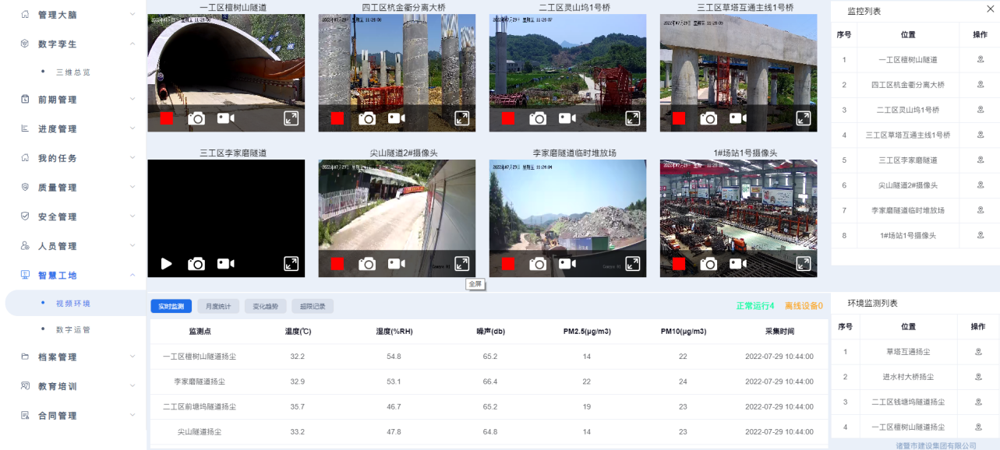 管理大脑
数字孪生
三维总览
前期管理
进度管理
我的任务
质量管理
安全管理
人员管理
智慧工地
视频环境
数字运管
档案管理
教育培训
合同管理
一工区檀树山隧道 四工区杭金衢分离大桥 二工区灵山坞1号桥 三工区草塔互通主线1号桥
三工区李家磨隧道 尖山隧道2#摄像头 李家磨隧道临时堆放场 1#场站1号摄像头
全屏
监控列表
序号 位置 操作
1 一工区檀树山隧道
2 四工区杭金衢分离大桥
3 二工区灵山坞1号桥
4 三工区草塔互通主线1号桥
5 三工区李家磨隧道
6 尖山隧道2#摄像头
7 李家磨隧道临时堆放场
8 1#场站1号摄像头
实时监测 月度统计 变化趋势 超限记录 正常运行4 离线设备0
监测点 温度(℃) 湿度(%RH) 噪声(db) PM2.5(μg/m3) PM10(μg/m3) 采集时间
一工区檀树山隧道扬尘 32.2 54.8 65.2 14 22 2022-07-29 10:44:00
李家磨隧道扬尘 32.9 53.1 66.4 22 24 2022-07-29 10:44:00
二工区前塘坞隧道扬尘 35.7 46.7 65.2 19 23 2022-07-29 10:44:00
尖山隧道扬尘 33.2 47.8 64.8 14 23 2022-07-29 10:44:00
环境监测列表
序号 位置 操作
1 草塔互通扬尘
2 进水村大桥扬尘
3 二工区钱塘坞隧道扬尘
4 一工区檀树山隧道扬尘
诸暨市建设集团有限公司